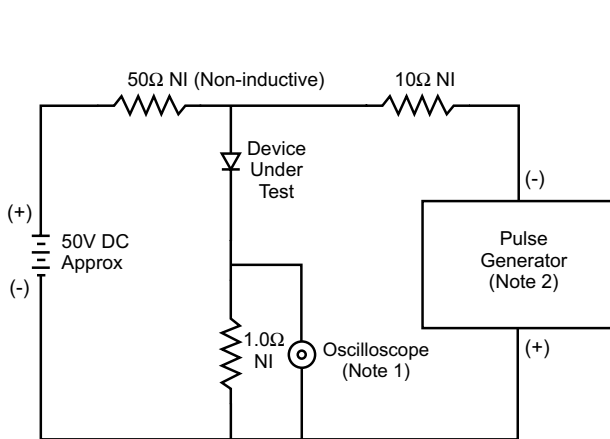 50Ω NI (Non-inductive)
10Ω NI
Device
Under
Test
(-)
(+)
50V DC
Approx
(-)
Pulse
Generator
(Note 2)
1.0Ω
NI
Oscilloscope
(Note 1)
(+)